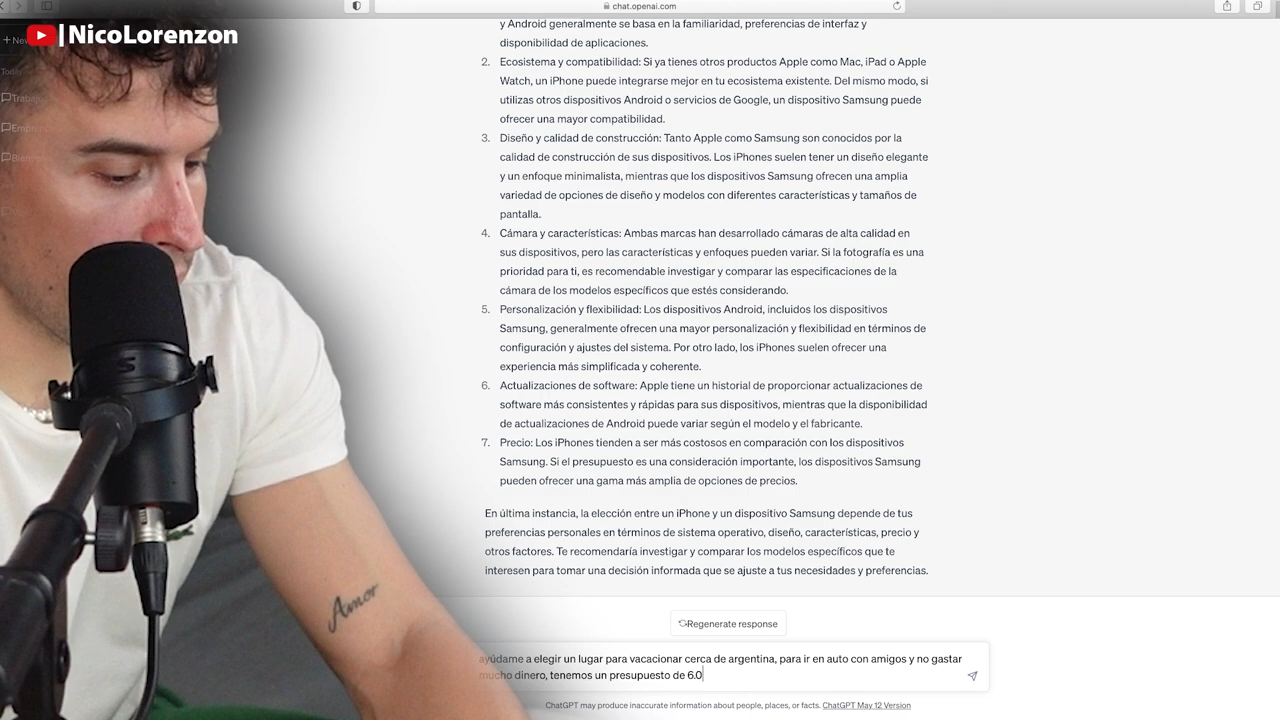 chat.openai.com
| NicoLorenzon
+ New
Today
Trabajo
Empr
Bien
y Android generalmente se basa en la familiaridad, preferencias de interfaz y
disponibilidad de aplicaciones.
2. Ecosistema y compatibilidad: Si ya tienes otros productos Apple como Mac, iPad o Apple
Watch, un iPhone puede integrarse mejor en tu ecosistema existente. Del mismo modo, si
utilizas otros dispositivos Android o servicios de Google, un dispositivo Samsung puede
ofrecer una mayor compatibilidad.
3. Diseño y calidad de construcción: Tanto Apple como Samsung son conocidos por la
calidad de construcción de sus dispositivos. Los iPhones suelen tener un diseño elegante
y un enfoque minimalista, mientras que los dispositivos Samsung ofrecen una amplia
variedad de opciones de diseño y modelos con diferentes características y tamaños de
pantalla.
4. Cámara y características: Ambas marcas han desarrollado cámaras de alta calidad en
sus dispositivos, pero las características y enfoques pueden variar. Si la fotografía es una
prioridad para ti, es recomendable investigar y comparar las especificaciones de la
cámara de los modelos específicos que estés considerando.
5. Personalización y flexibilidad: Los dispositivos Android, incluidos los dispositivos
Samsung, generalmente ofrecen una mayor personalización y flexibilidad en términos de
configuración y ajustes del sistema. Por otro lado, los iPhones suelen ofrecer una
experiencia más simplificada y coherente.
6. Actualizaciones de software: Apple tiene un historial de proporcionar actualizaciones de
software más consistentes y rápidas para sus dispositivos, mientras que la disponibilidad
de actualizaciones de Android puede variar según el modelo y el fabricante.
7. Precio: Los iPhones tienden a ser más costosos en comparación con los dispositivos
Samsung. Si el presupuesto es una consideración importante, los dispositivos Samsung
pueden ofrecer una gama más amplia de opciones de precios.
En última instancia, la elección entre un iPhone y un dispositivo Samsung depende de tus
preferencias personales en términos de sistema operativo, diseño, características, precio y
otros factores. Te recomendaría investigar y comparar los modelos específicos que te
interesen para tomar una decisión informada que se ajuste a tus necesidades y preferencias.
Amor
Regenerate response
ayúdame a elegir un lugar para vacacionar cerca de argentina, para ir en auto con amigos y no gastar
mucho dinero, tenemos un presupuesto de 6.0
ChatGPT may produce inaccurate information about people, places, or facts. ChatGPT May 12 Version